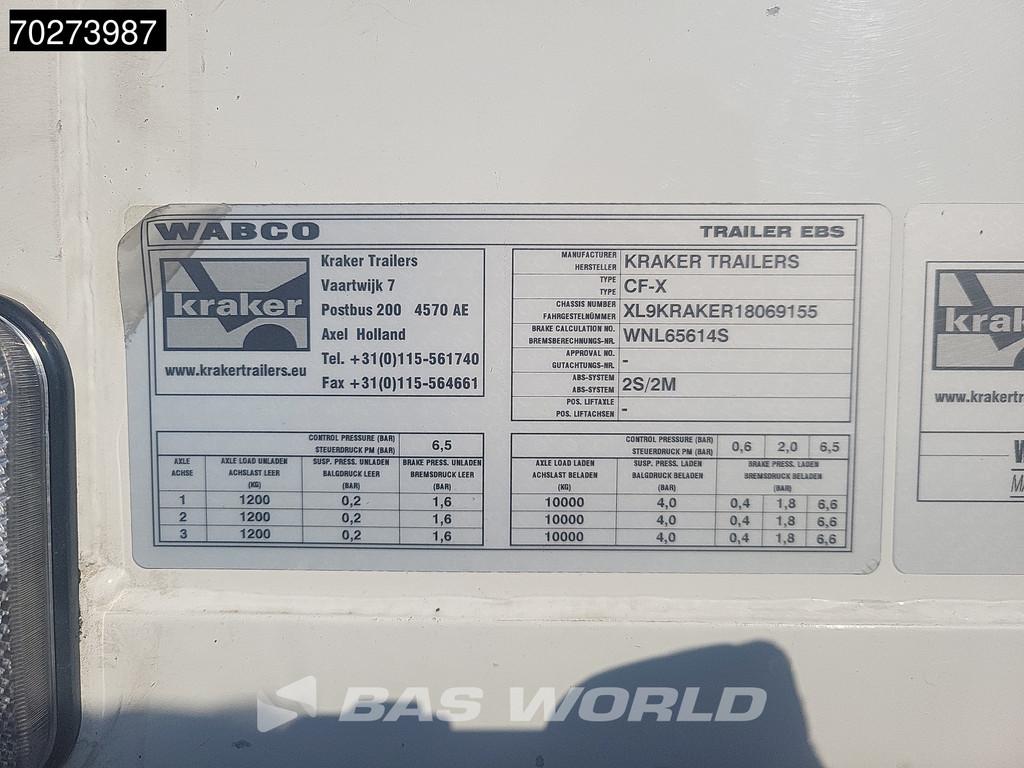 70273987
WABCO TRAILER EBS
kraker
www.krakertrailers.eu
Kraker Trailers
Vaartwijk 7
Postbus 200 4570 AE
Axel Holland
Tel. +31(0)115-561740
Fax +31(0)115-564661
MANUFACTURER
HERSTELLER KRAKER TRAILERS
TYPE
TYPE CF-X
CHASSIS NUMBER
FAHRGESTELNÜMMER XL9KRAKER18069155
BRAKE CALCULATION NO.
BREMSBERECHNUNGS-NR. WNL65614S
APPROVAL NO.
GUTACHTUNGS-NR. -
ABS-SYSTEM
ABS-SYSTEM 2S/2M
POS. LIFTAXLE
POS. LIFTACHSEN -
CONTROL PRESSURE (BAR)
STEUERDRUCK PM (BAR) 6,5
AXLE AXLE LOAD UNLADEN SUSP. PRESS. UNLADEN BRAKE PRESS. UNLADEN
ACHSE ACHSLAST LEER BALGDRUCK LEER BREMSDRUCK LEER
(KG) (BAR) (BAR)
1 1200 0,2 1,6
2 1200 0,2 1,6
3 1200 0,2 1,6
CONTROL PRESSURE (BAR)
STEUERDRUCK PM (BAR) 0,6 2,0 6,5
AXLE LOAD LADEN SUSP. PRESS. LADEN BRAKE PRESS. LADEN
ACHSLAST BELADEN BALGDRUCK BELADEN BREMSDRUCK BELADEN
(KG) (BAR) (BAR)
10000 4,0 0,4 1,8 6,6
10000 4,0 0,4 1,8 6,6
10000 4,0 0,4 1,8 6,6
BAS WORLD